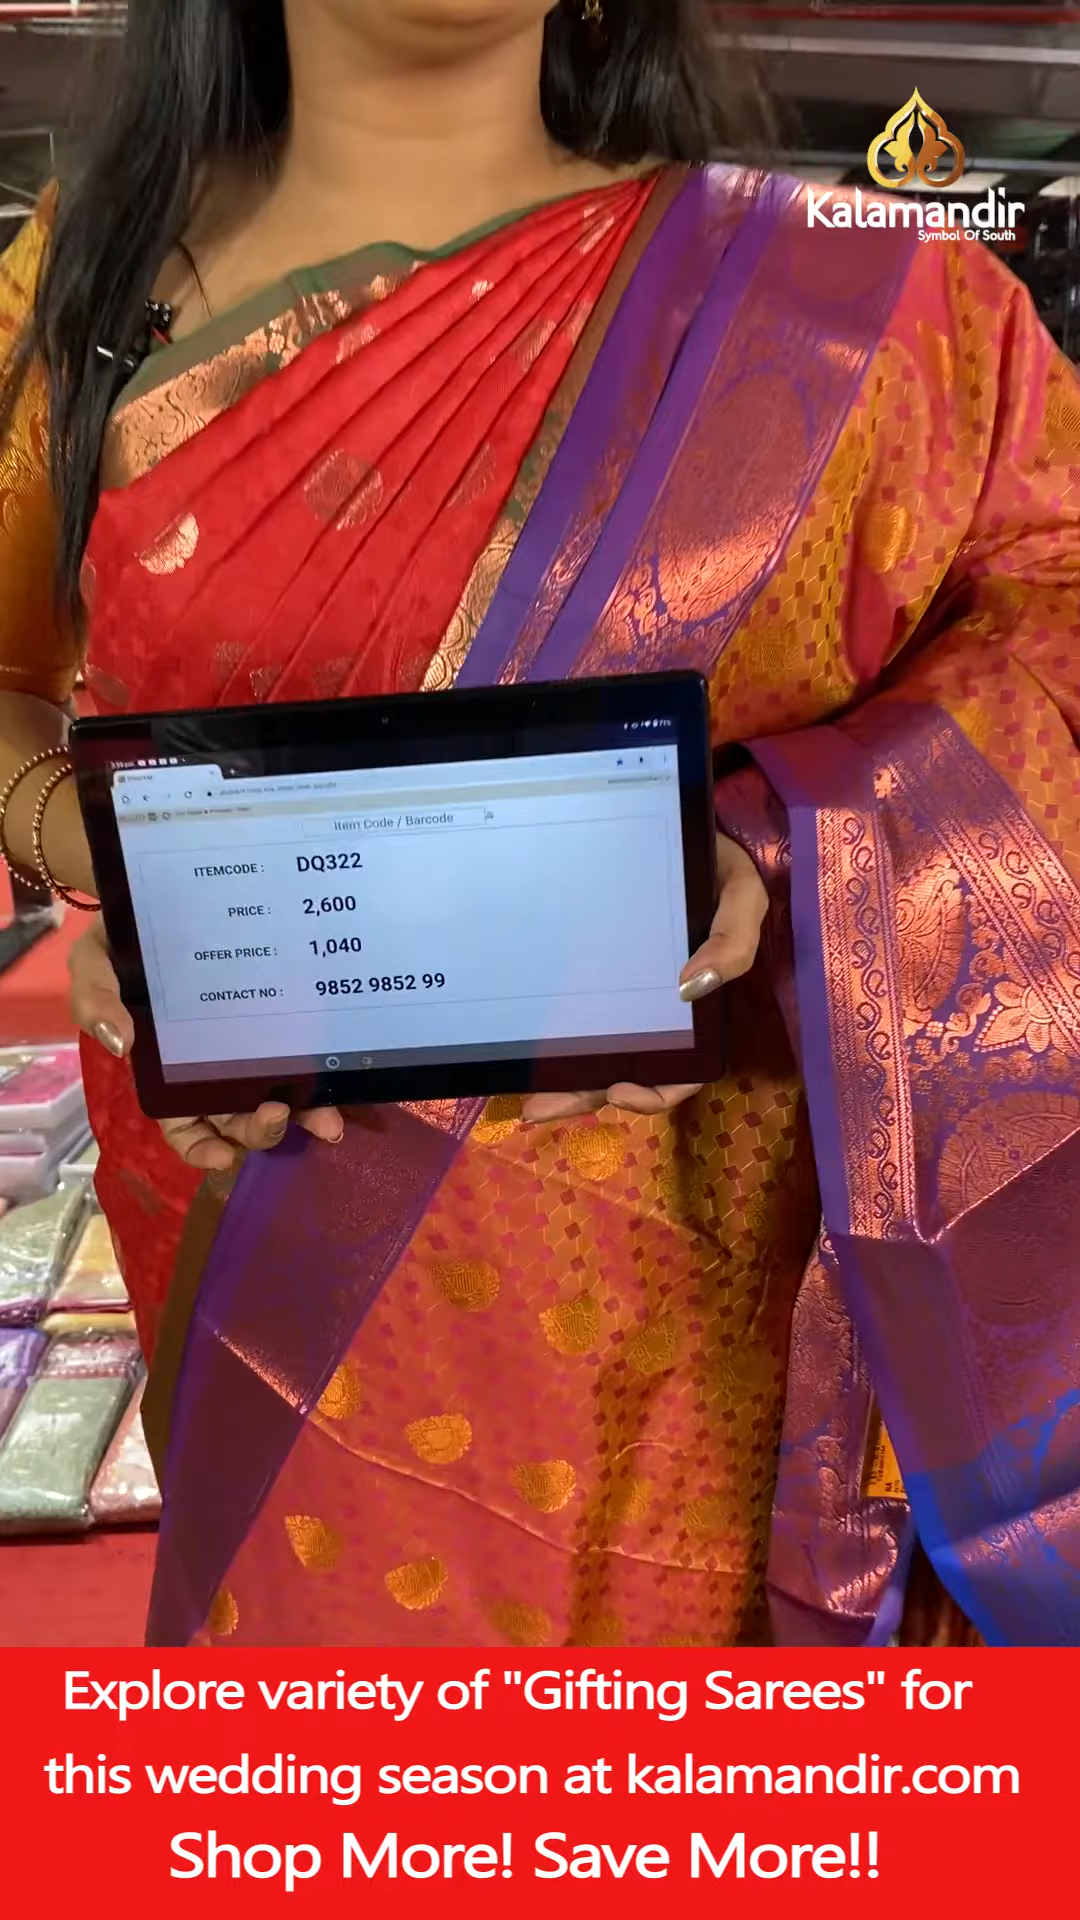 Kalamandir
Symbol Of South
Item Code / Barcode
ITEMCODE : DQ322
PRICE : 2,600
OFFER PRICE : 1,040
CONTACT NO : 9852 9852 99
Explore variety of "Gifting Sarees" for
this wedding season at kalamandir.com
Shop More! Save More!!